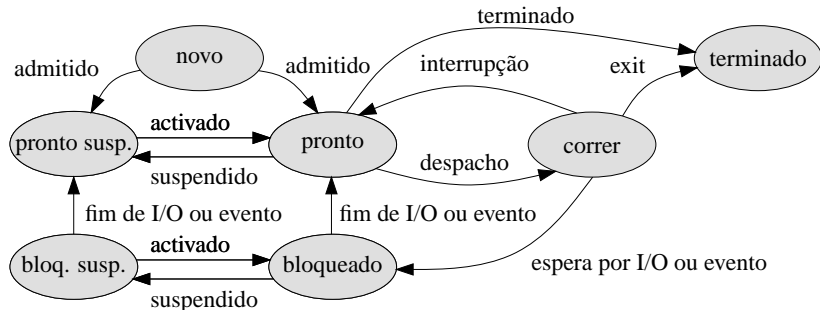 terminado
novo
admitido
admitido
interrupção
exit
terminado
pronto susp.
activado
suspendido
pronto
despacho
correr
fim de I/O ou evento
fim de I/O ou evento
bloq. susp.
activado
suspendido
bloqueado
espera por I/O ou evento